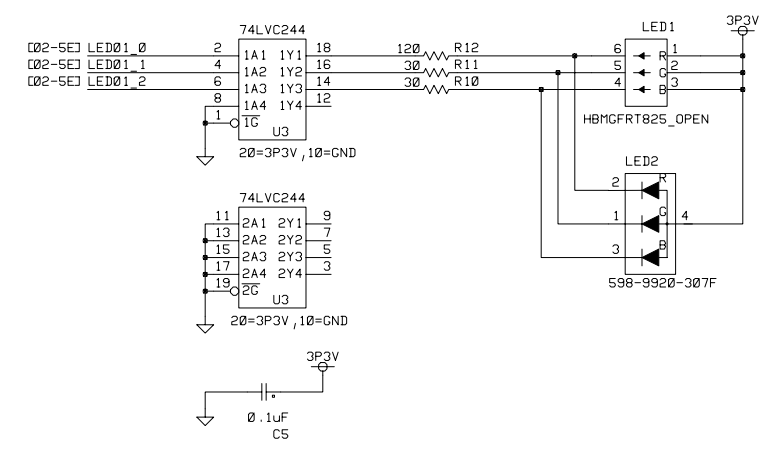 74LVC244
LED1
3P3V
[02-5E] LED01_0 2 1A1 1Y1 18 120 R12 6 R 1
[02-5E] LED01_1 4 1A2 1Y2 16 30 R11 5 G 2
[02-5E] LED01_2 6 1A3 1Y3 14 30 R10 4 B 3
8 1A4 1Y4 12
1 1G
U3
HBMGFRT825_OPEN
20=3P3V,10=GND
LED2
2 R
1 G 4
3 B
598-9920-307F
74LVC244
11 2A1 2Y1 9
13 2A2 2Y2 7
15 2A3 2Y3 5
17 2A4 2Y4 3
19 2G
U3
20=3P3V,10=GND
3P3V
0.1uF
C5